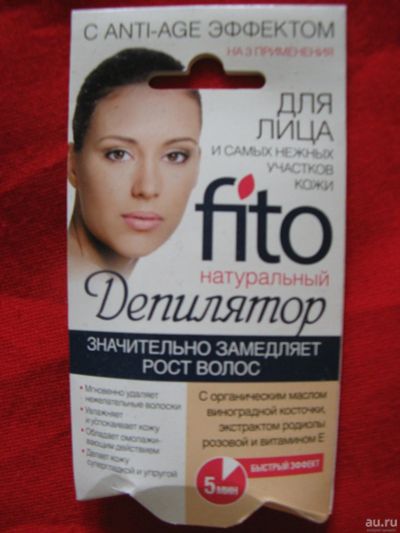 С ANTI-AGE ЭФФЕКТОМ
НА 3 ПРИМЕНЕНИЯ
ДЛЯ
ЛИЦА
И САМЫХ НЕЖНЫХ
УЧАСТКОВ
КОЖИ
fito
натуральный
Депилятор
ЗНАЧИТЕЛЬНО ЗАМЕДЛЯЕТ
РОСТ ВОЛОС
• Мгновенно удаляет
нежелательные волоски
• Увлажняет
и успокаивает кожу
• Обладает омолажи-
вающим действием
• Делает кожу
супергладкой и упругой
С органическим маслом
виноградной косточки,
экстрактом родиолы
розовой и витамином Е
5 МИН
БЫСТРЫЙ ЭФФЕКТ
au.ru